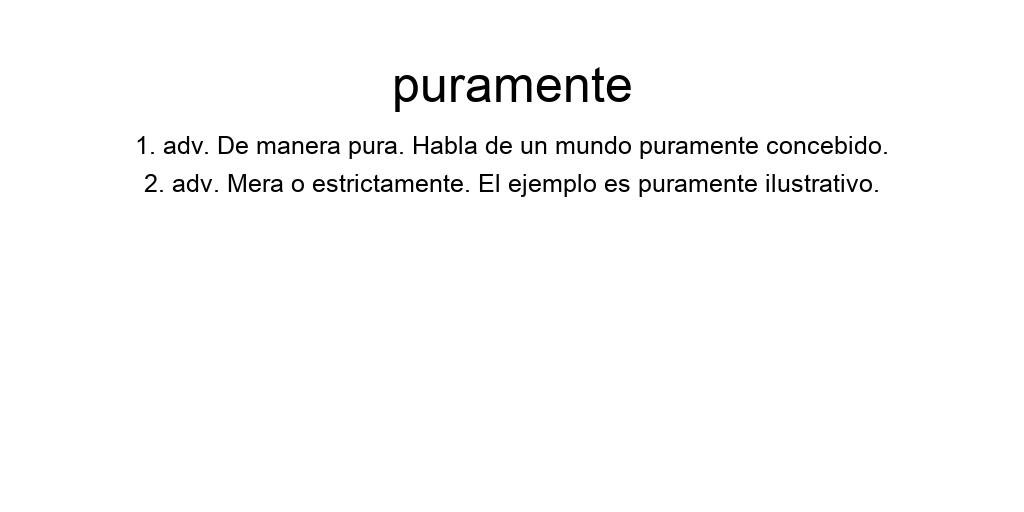 puramente
1. adv. De manera pura. Habla de un mundo puramente concebido.
2. adv. Mera o estrictamente. El ejemplo es puramente ilustrativo.